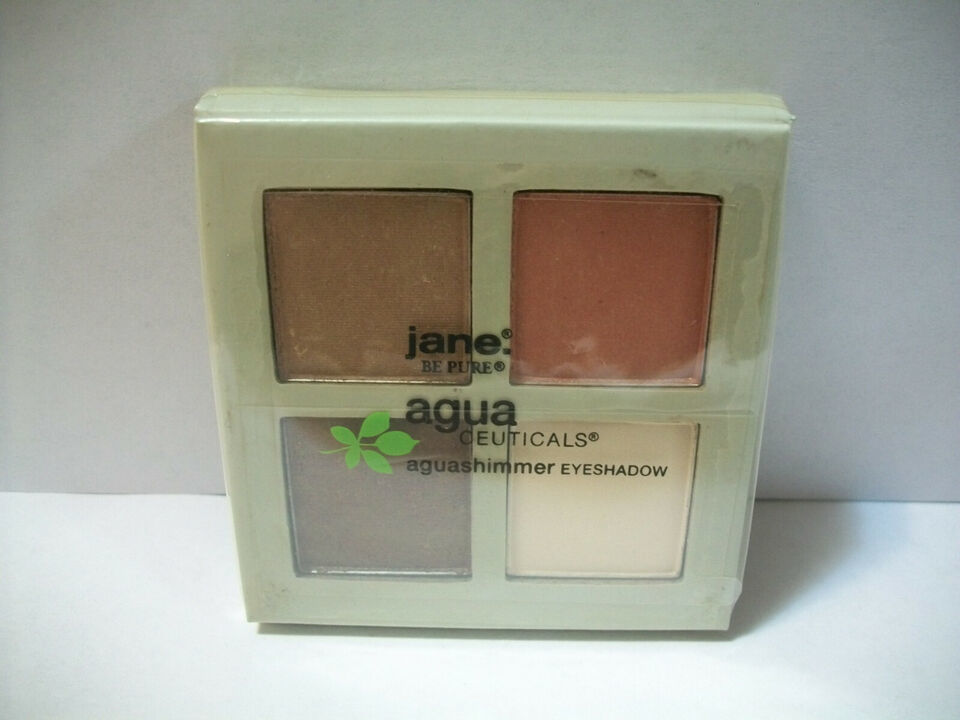 jane:®
BE PURE®
agua
CEUTICALS®
aguashimmer EYESHADOW